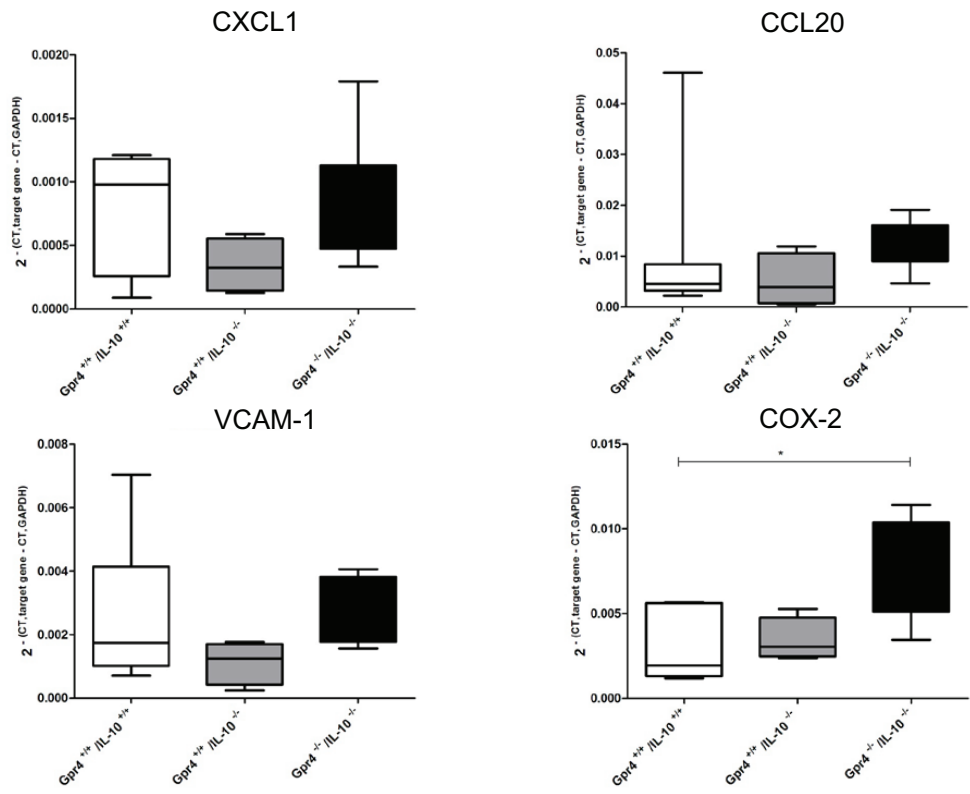 CXCL1
2 - (CT,target gene - CT,GAPDH)
0.0020
0.0015
0.0010
0.0005
0.0000
Gpr4 +/+ /IL-10 +/+
Gpr4 +/+ /IL-10 -/-
Gpr4 -/- /IL-10 -/-
CCL20
2 - (CT,target gene - CT,GAPDH)
0.05
0.04
0.03
0.02
0.010
0.00
Gpr4 +/+ /IL-10 +/+
Gpr4 +/+ /IL-10 -/-
Gpr4 -/- /IL-10 -/-
VCAM-1
2 - (CT,target gene - CT,GAPDH)
0.008
0.006
0.004
0.002
0.000
Gpr4 +/+ /IL-10 +/+
Gpr4 +/+ /IL-10 -/-
Gpr4 -/- /IL-10 -/-
COX-2
2 - (CT,target gene - CT,GAPDH)
0.015
0.010
0.005
0.000
*
Gpr4 +/+ /IL-10 +/+
Gpr4 +/+ /IL-10 -/-
Gpr4 -/- /IL-10 -/-